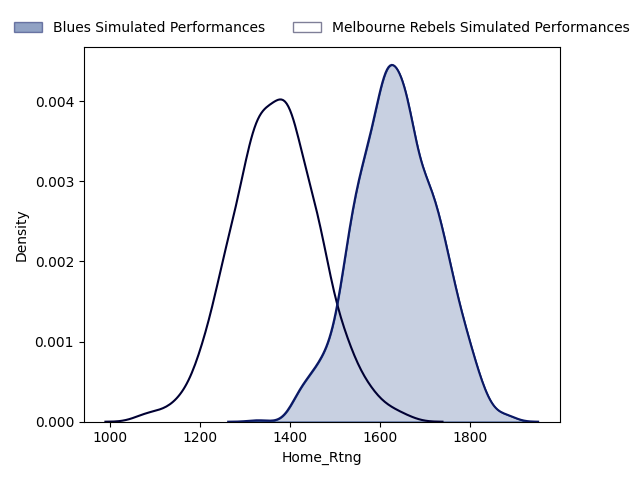 Blues Simulated Performances
Melbourne Rebels Simulated Performances
Density
0.004
0.003
0.002
0.001
0.000
1000 1200 1400 1600 1800
Home_Rtng